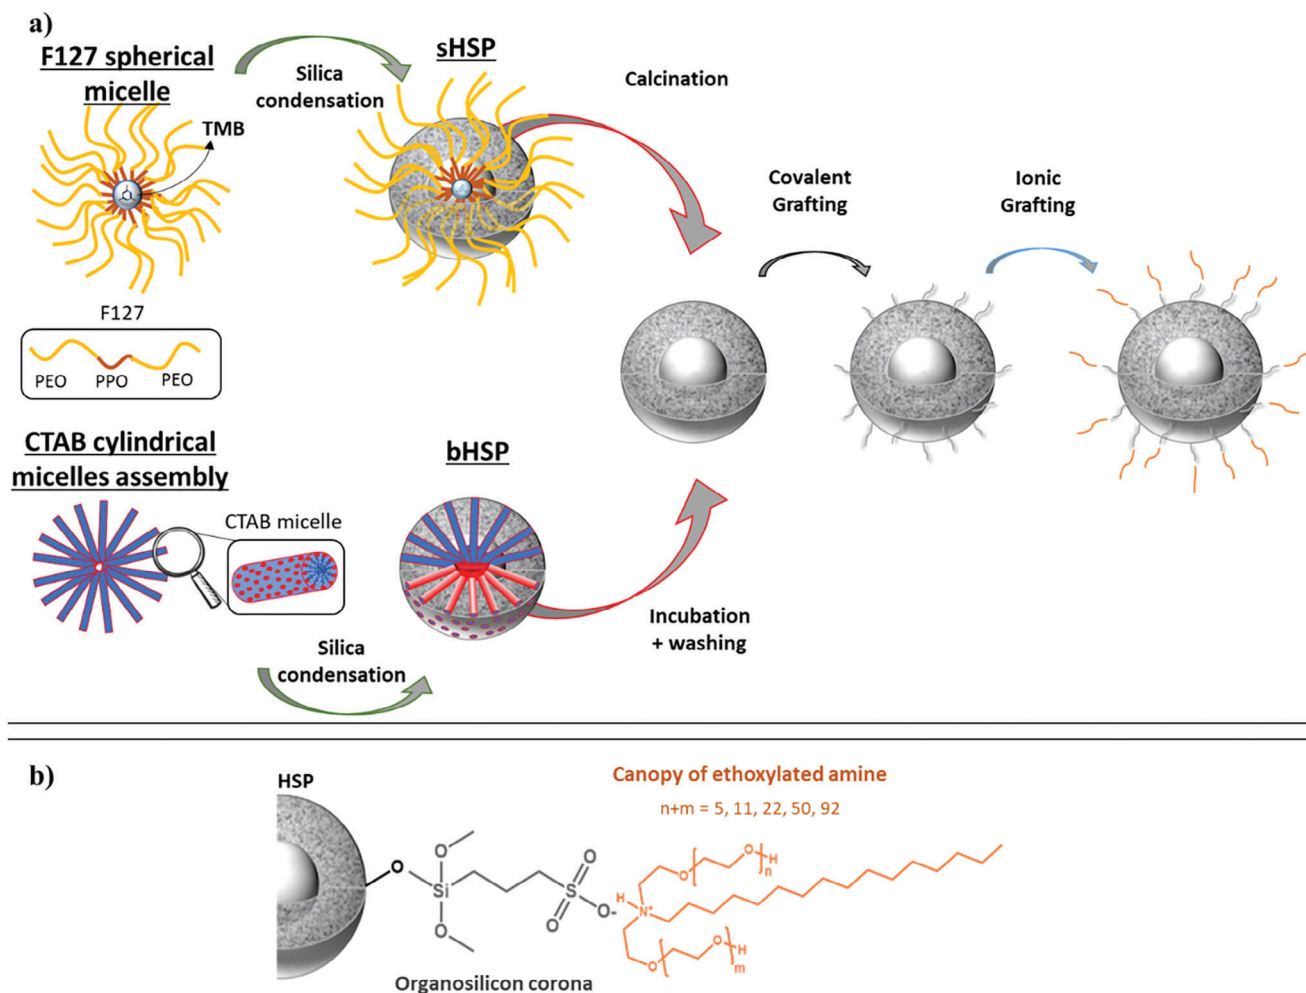 a)
F127 spherical
micelle
TMB
Silica
condensation
sHSP
Calcination
Covalent
Grafting
Ionic
Grafting
F127
PEO PPO PEO
CTAB cylindrical
micelles assembly
CTAB micelle
bHSP
Silica
condensation
Incubation
+ washing
b)
HSP
Canopy of ethoxylated amine
n+m = 5, 11, 22, 50, 92
O
O
Si
O
O
S
O
O-
H
N+
O
O
H
n
O
O
H
m
Organosilicon corona